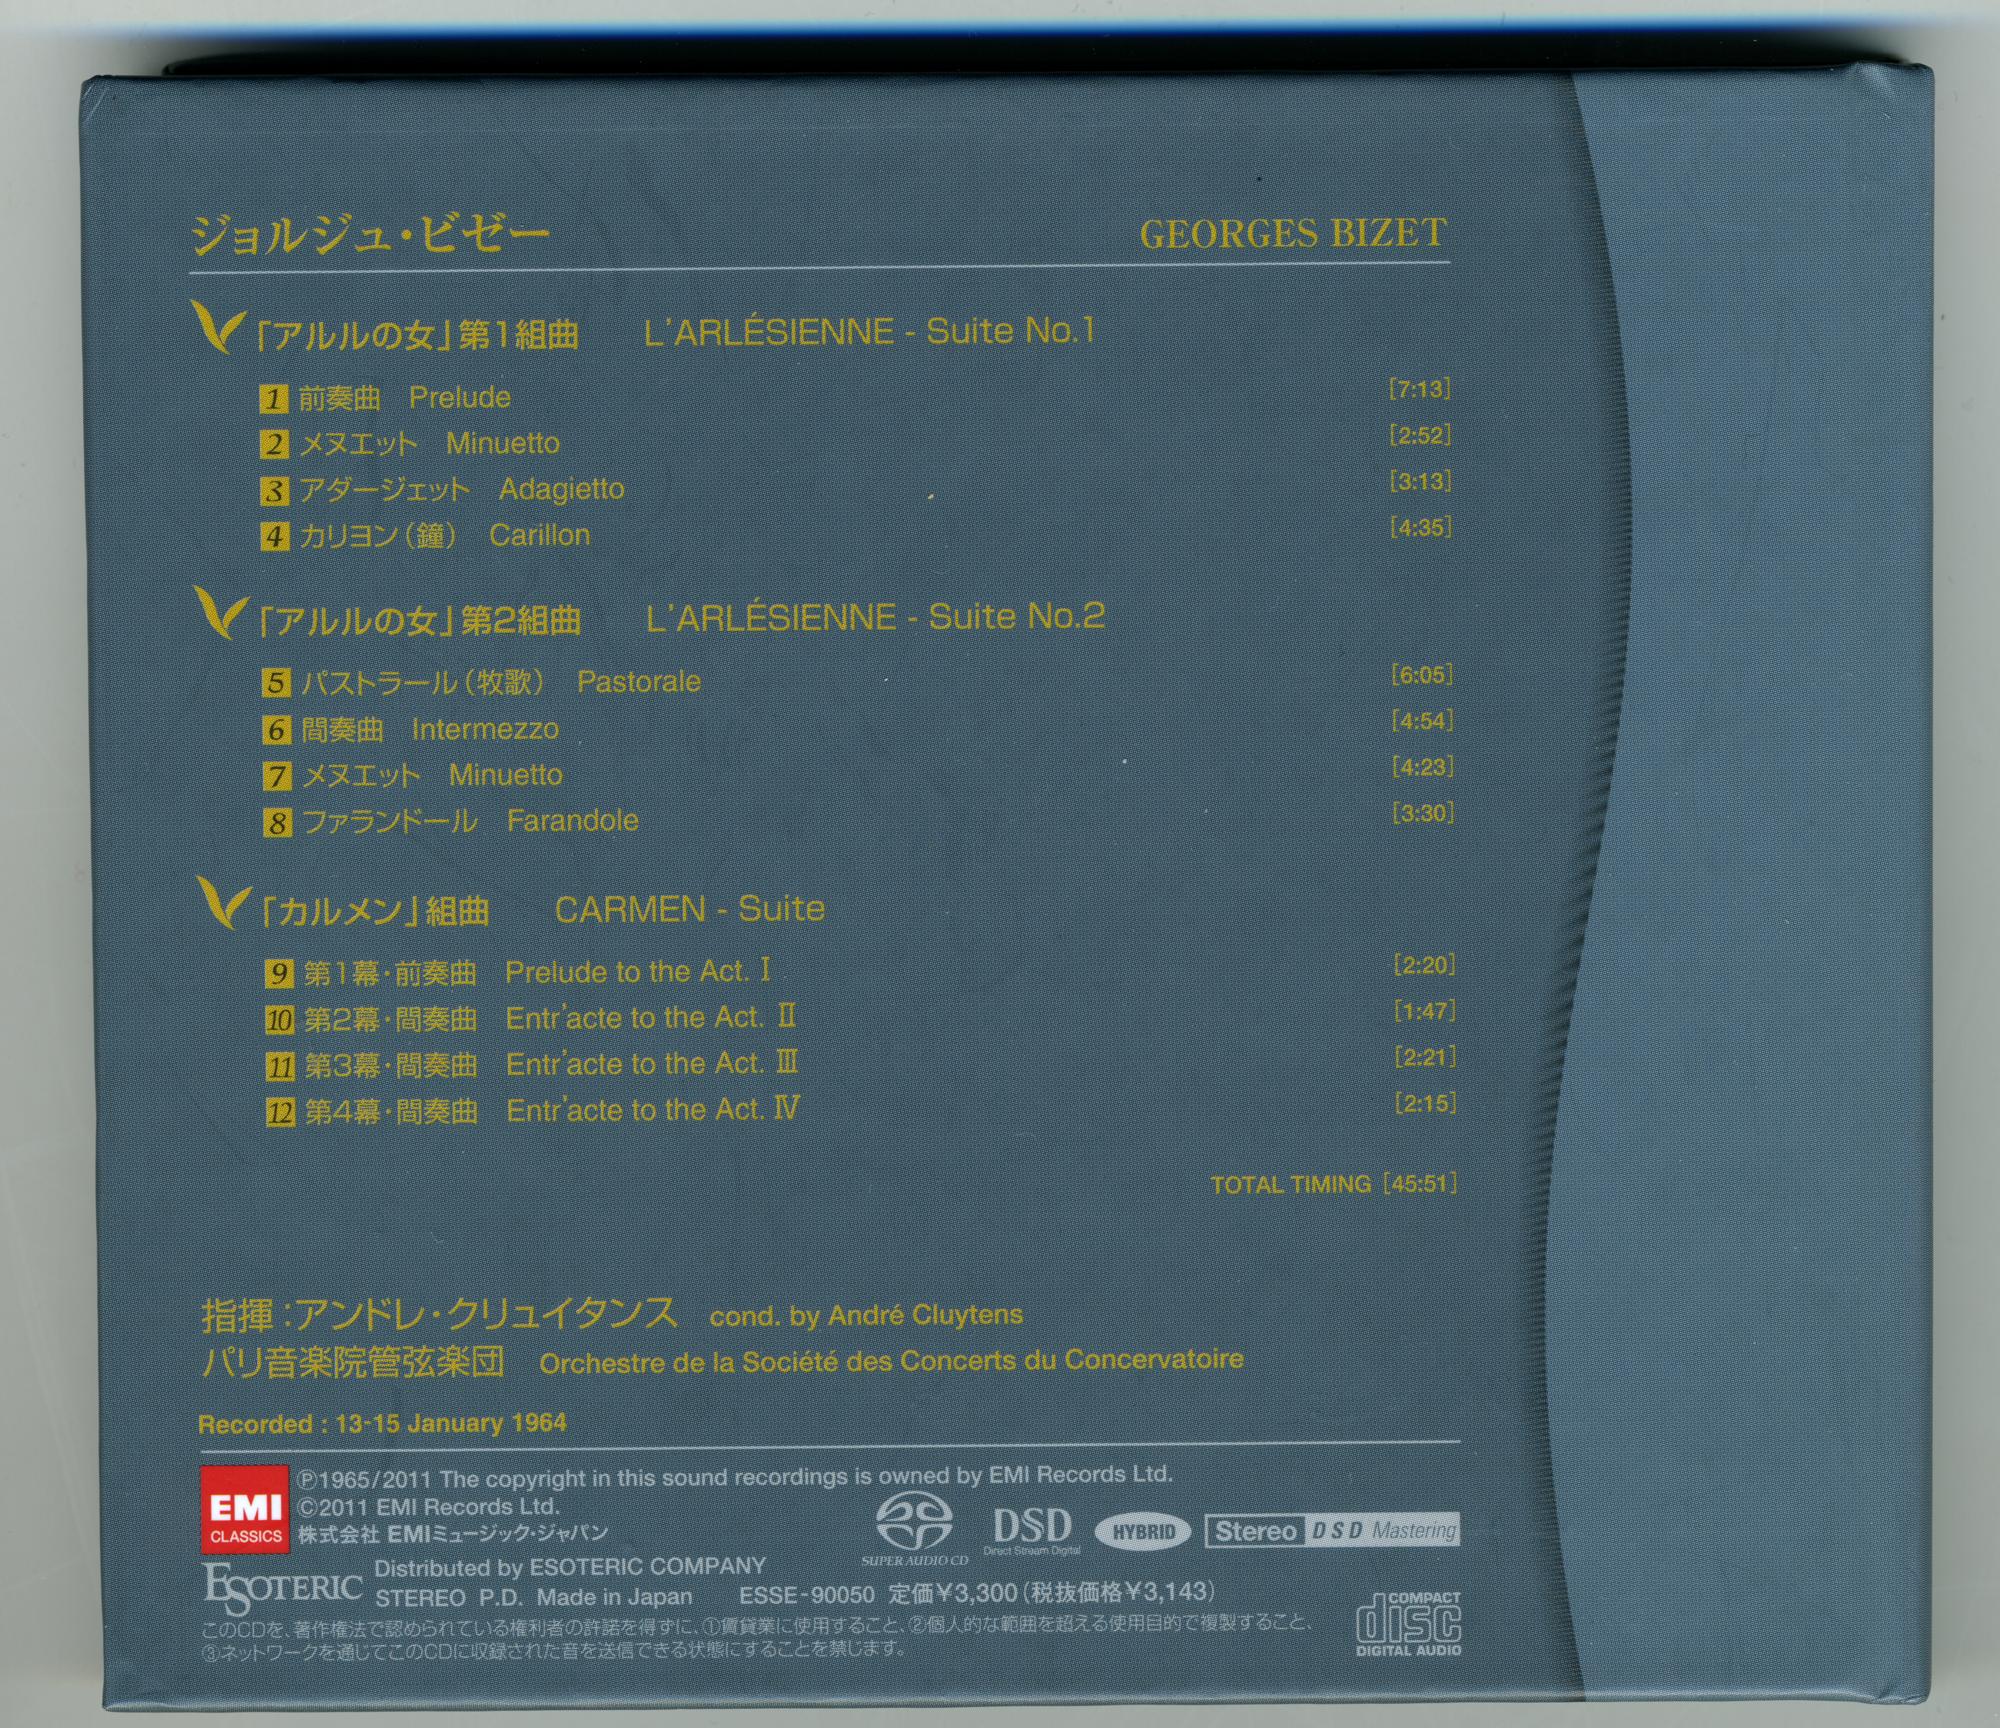 ジョルジュ・ビゼー GEORGES BIZET
「アルルの女」第1組曲 L'ARLÉSIENNE - Suite No.1
1 前奏曲 Prelude [7:13]
2 メヌエット Minuetto [2:52]
3 アダージェット Adagietto [3:13]
4 カリヨン(鐘) Carillon [4:35]
「アルルの女」第2組曲 L'ARLÉSIENNE - Suite No.2
5 パストラール(牧歌) Pastorale [6:05]
6 間奏曲 Intermezzo [4:54]
7 メヌエット Minuetto [4:23]
8 ファランドール Farandole [3:30]
「カルメン」組曲 CARMEN - Suite
9 第1幕・前奏曲 Prelude to the Act. Ⅰ [2:20]
10 第2幕・間奏曲 Entr'acte to the Act. Ⅱ [1:47]
11 第3幕・間奏曲 Entr'acte to the Act. Ⅲ [2:21]
12 第4幕・間奏曲 Entr'acte to the Act. Ⅳ [2:15]
TOTAL TIMING [45:51]
指揮:アンドレ・クリュイタンス cond. by André Cluytens
パリ音楽院管弦楽団 Orchestre de la Société des Concerts du Concervatoire
Recorded : 13-15 January 1964
EMI CLASSICS
Ⓟ1965/2011 The copyright in this sound recordings is owned by EMI Records Ltd.
©2011 EMI Records Ltd.
株式会社 EMIミュージック・ジャパン
SUPER AUDIO CD
DSD
Direct Stream Digital
HYBRID
Stereo DSD Mastering
ESOTERIC
Distributed by ESOTERIC COMPANY
STEREO P.D. Made in Japan ESSE-90050 定価¥3,300(税抜価格¥3,143)
COMPACT
disc
DIGITAL AUDIO
このCDを、著作権法で認められている権利者の許諾を得ずに、①賃貸業に使用すること、②個人的な範囲を超える使用目的で複製すること、
③ネットワークを通じてこのCDに収録された音を送信できる状態にすることを禁じます。